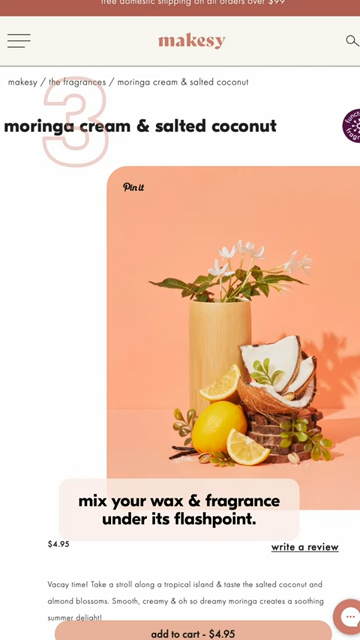 free domestic shipping on all orders over $99
makesy
makesy / the fragrances / moringa cream & salted coconut
3
moringa cream & salted coconut
Pin it
mix your wax & fragrance
under its flashpoint.
$4.95
write a review
Vacay time! Take a stroll along a tropical island & taste the salted coconut and
almond blossoms. Smooth, creamy & oh so dreamy moringa creates a soothing
summer delight!
add to cart - $4.95